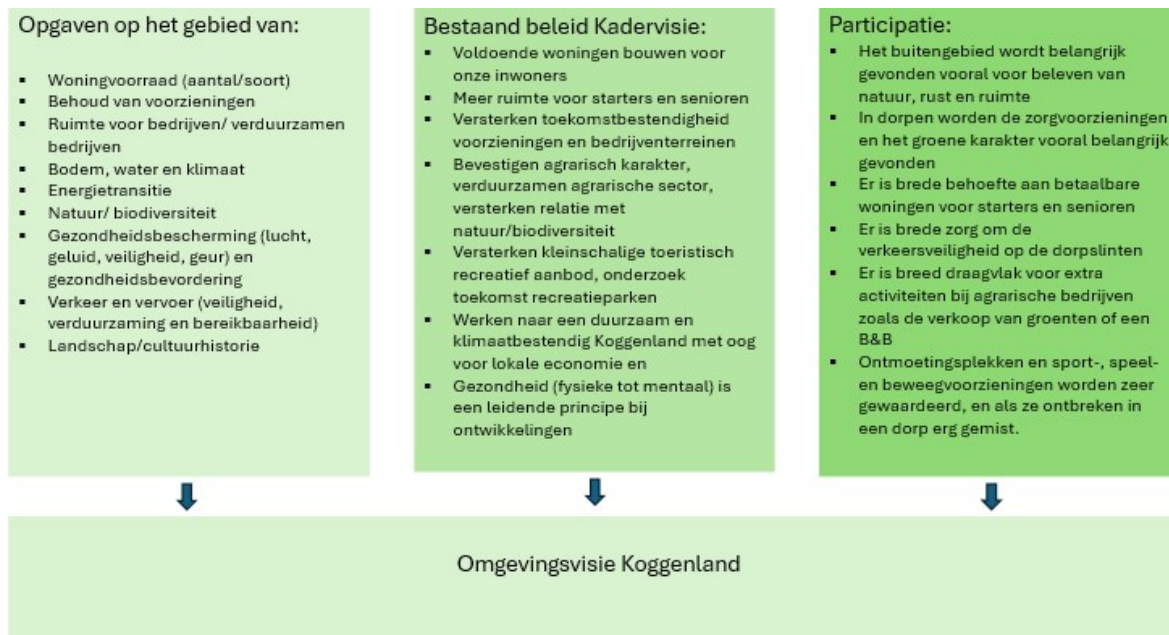 Opgaven op het gebied van:
▪ Woningvoorraad (aantal/soort)
▪ Behoud van voorzieningen
▪ Ruimte voor bedrijven/ verduurzamen
bedrijven
▪ Bodem, water en klimaat
▪ Energietransitie
▪ Natuur/ biodiversiteit
▪ Gezondheidsbescherming (lucht,
geluid, veiligheid, geur) en
gezondheidsbevordering
▪ Verkeer en vervoer (veiligheid,
verduurzaming en bereikbaarheid)
▪ Landschap/cultuurhistorie
Bestaand beleid Kadervisie:
▪ Voldoende woningen bouwen voor
onze inwoners
▪ Meer ruimte voor starters en senioren
▪ Versterken toekomstbestendigheid
voorzieningen en bedrijventerreinen
▪ Bevestigen agrarisch karakter,
verduurzamen agrarische sector,
versterken relatie met
natuur/biodiversiteit
▪ Versterken kleinschalige toeristisch
recreatief aanbod, onderzoek
toekomst recreatieparken
▪ Werken naar een duurzaam en
klimaatbestendig Koggenland met oog
voor lokale economie en
▪ Gezondheid (fysieke tot mentaal) is
een leidende principe bij
ontwikkelingen
Participatie:
▪ Het buitengebied wordt belangrijk
gevonden vooral voor beleven van
natuur, rust en ruimte
▪ In dorpen worden de zorgvoorzieningen
en het groene karakter vooral belangrijk
gevonden
▪ Er is brede behoefte aan betaalbare
woningen voor starters en senioren
▪ Er is brede zorg om de
verkeersveiligheid op de dorpslinten
▪ Er is breed draagvlak voor extra
activiteiten bij agrarische bedrijven
zoals de verkoop van groenten of een
B&B
▪ Ontmoetingsplekken en sport-, speel-
en beweegvoorzieningen worden zeer
gewaardeerd, en als ze ontbreken in
een dorp erg gemist.
Omgevingsvisie Koggenland